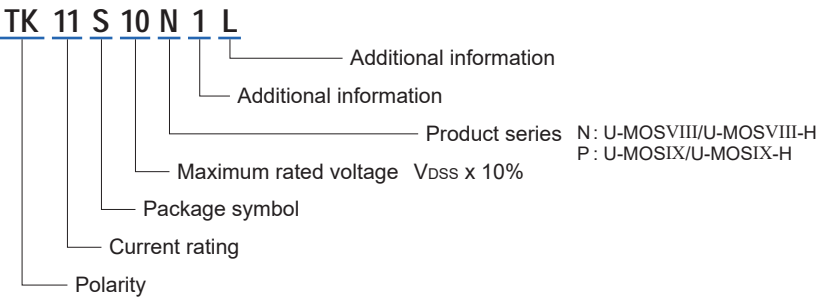 TK 11 S 10 N 1 L
Additional information
Additional information
Product series N : U-MOSVIII/U-MOSVIII-H
P : U-MOSIX/U-MOSIX-H
Maximum rated voltage VDSS x 10%
Package symbol
Current rating
Polarity